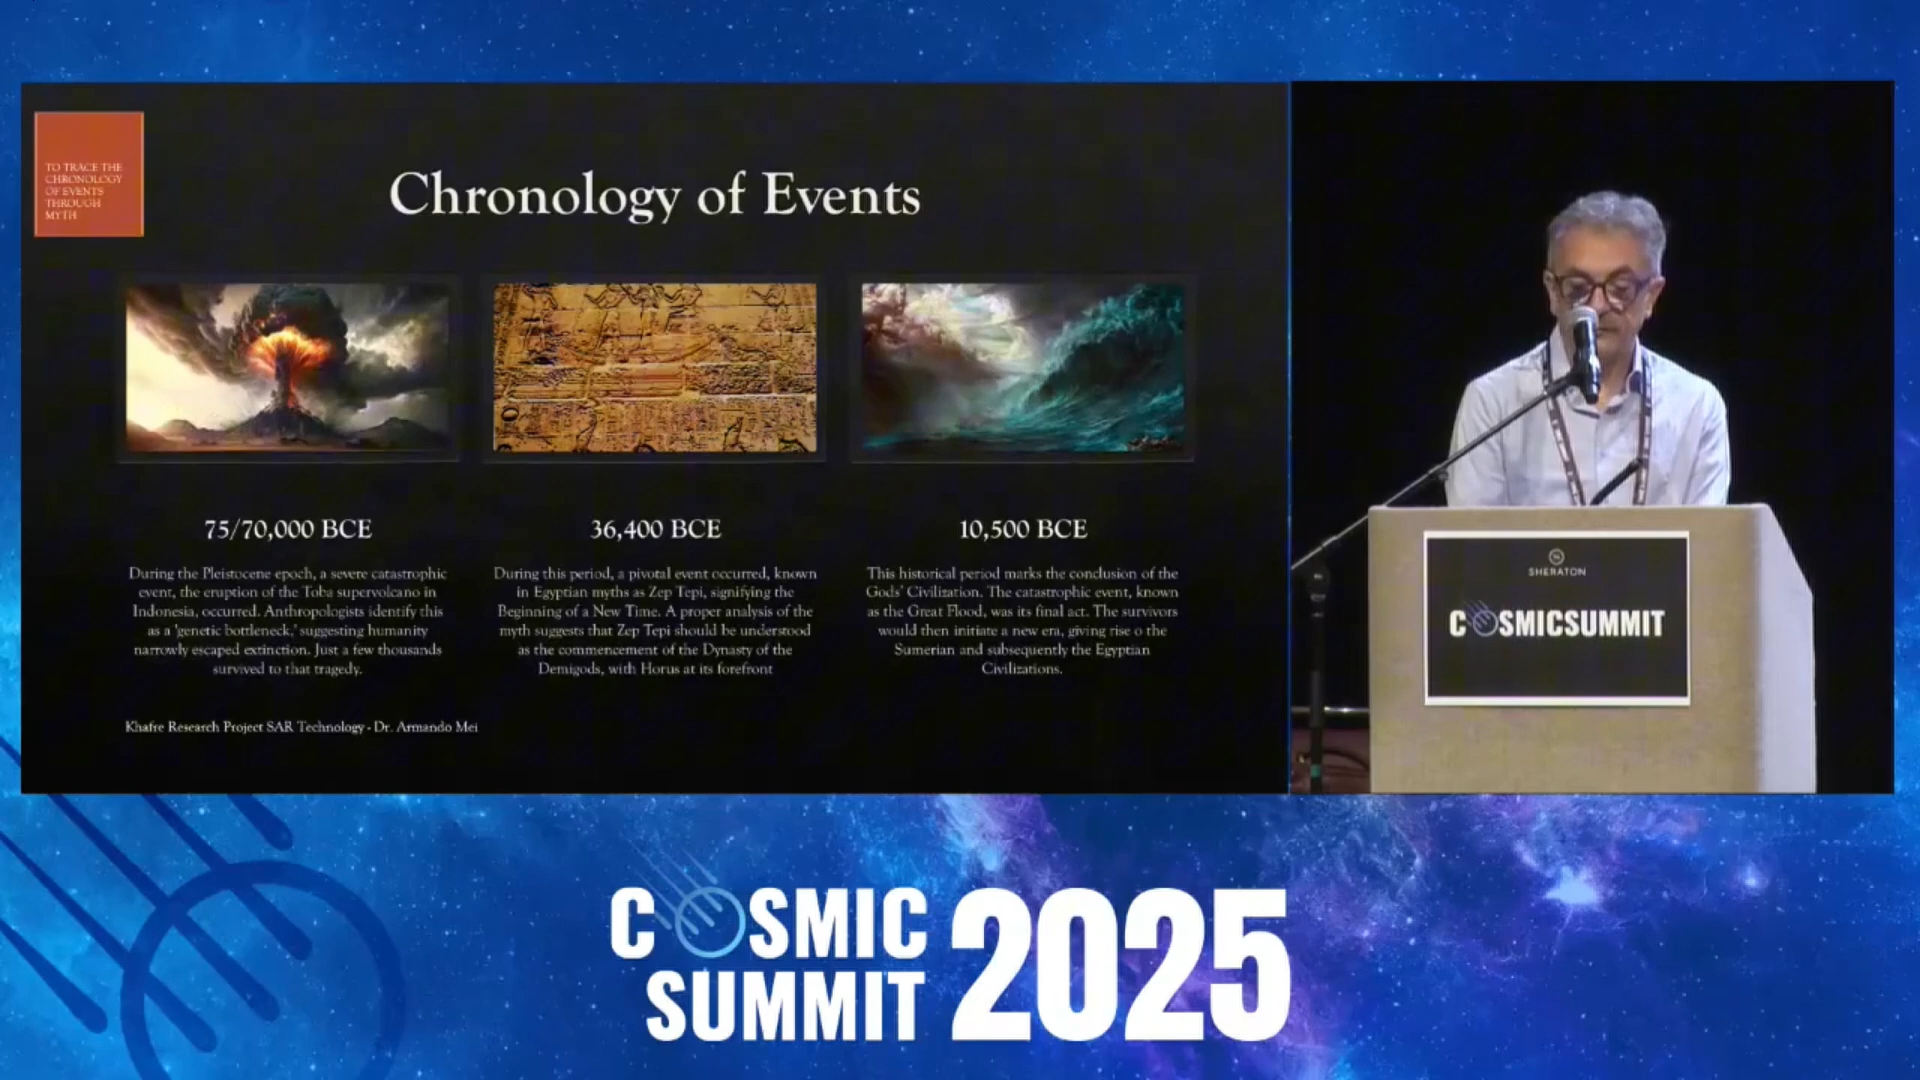 TO TRACE THE
CHRONOLOGY
OF EVENTS
THROUGH
MYTH
Chronology of Events
75/70,000 BCE
During the Pleistocene epoch, a severe catastrophic
event, the eruption of the Toba supervolcano in
Indonesia, occurred. Anthropologists identify this
as a 'genetic bottleneck,' suggesting humanity
narrowly escaped extinction. Just a few thousands
survived to that tragedy.
36,400 BCE
During this period, a pivotal event occurred, known
in Egyptian myths as Zep Tepi, signifying the
Beginning of a New Time. A proper analysis of the
myth suggests that Zep Tepi should be understood
as the commencement of the Dynasty of the
Demigods, with Horus at its forefront
10,500 BCE
This historical period marks the conclusion of the
Gods' Civilization. The catastrophic event, known
as the Great Flood, was its final act. The survivors
would then initiate a new era, giving rise o the
Sumerian and subsequently the Egyptian
Civilizations.
Khafre Research Project SAR Technology - Dr. Armando Mei
SHERATON
COSMICSUMMIT
COSMIC
SUMMIT
2025